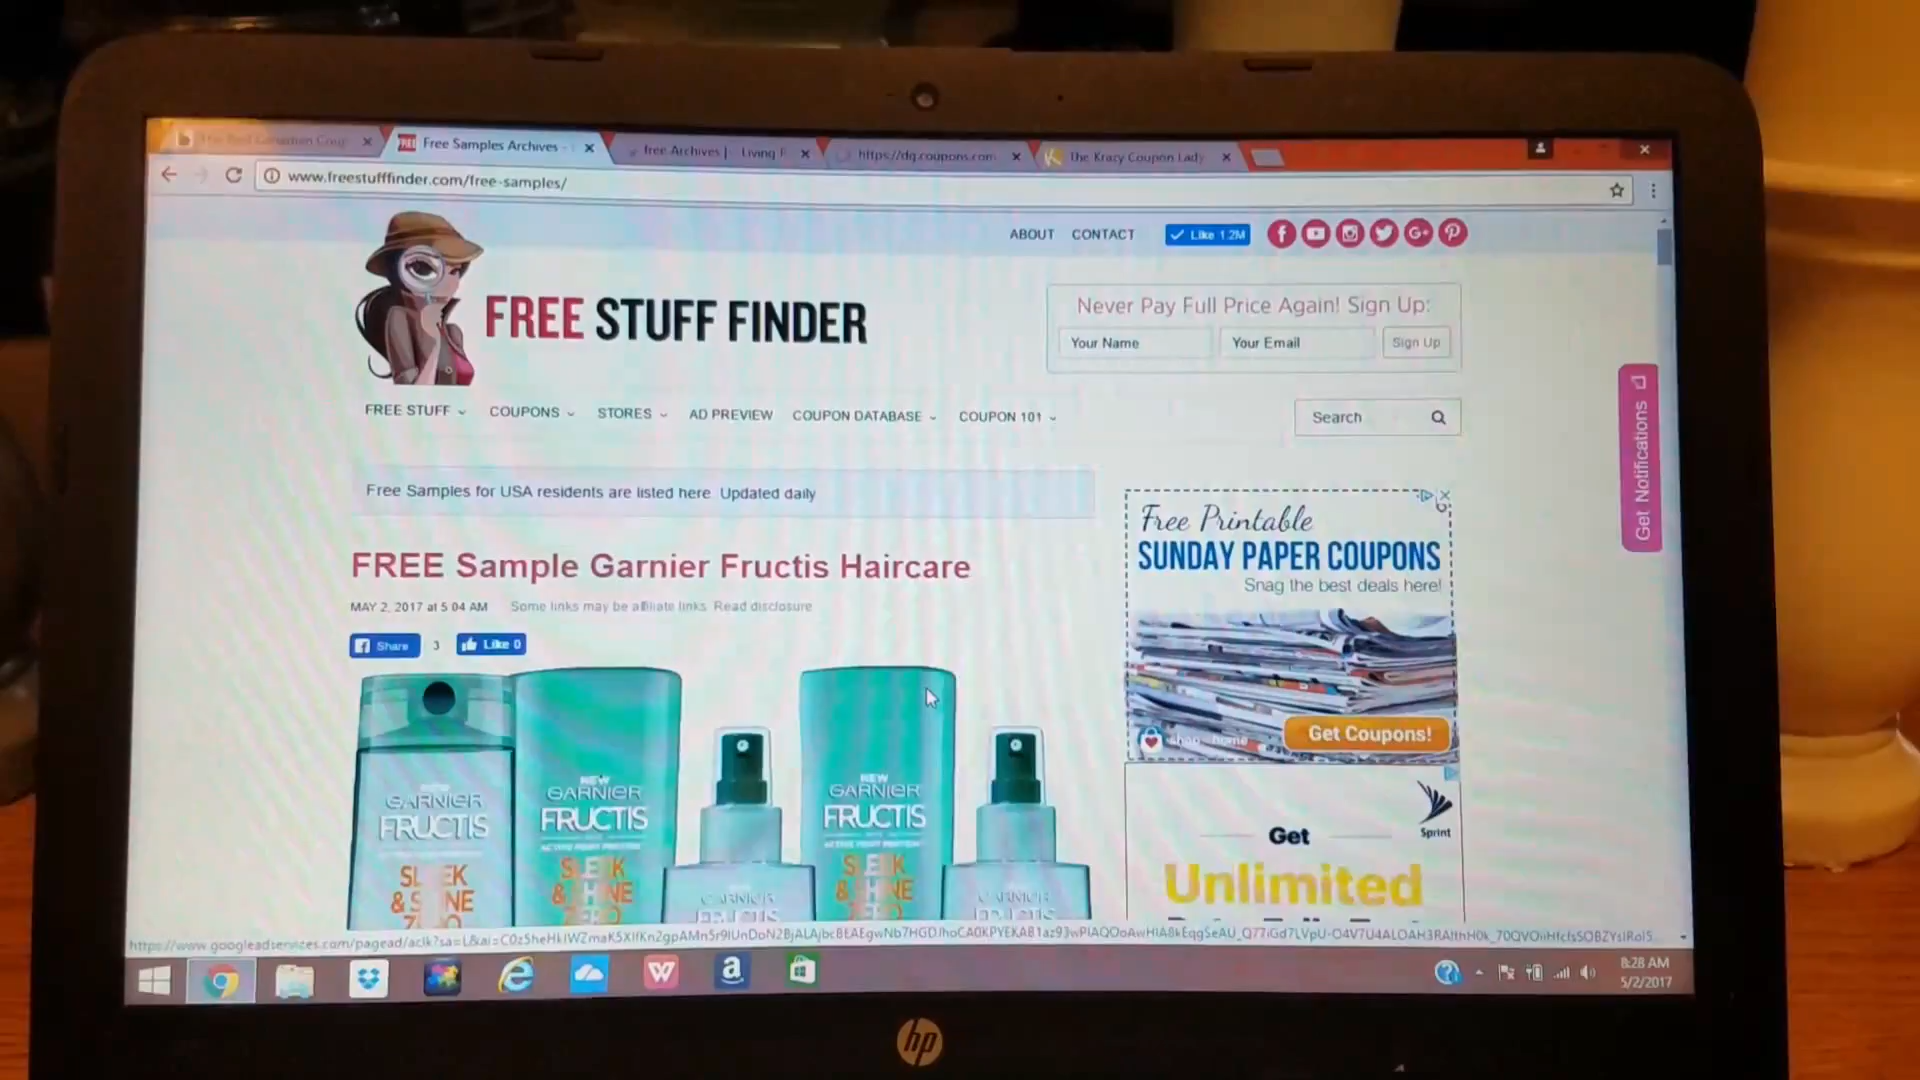 Free Samples Archives -
free Archives | Living
https://dq.coupons.com
The Krazy Coupon Lady
www.freestufffinder.com/free-samples/
ABOUT CONTACT Like 1.2M
FREE STUFF FINDER
Never Pay Full Price Again! Sign Up:
Your Name Your Email Sign Up
FREE STUFF COUPONS STORES AD PREVIEW COUPON DATABASE COUPON 101 Search
Get Notifications
Free Samples for USA residents are listed here. Updated daily
FREE Sample Garnier Fructis Haircare
MAY 2, 2017 at 5:04 AM Some links may be affiliate links. Read disclosure
Share 3 Like 0
Free Printable
SUNDAY PAPER COUPONS
Snag the best deals here!
Get Coupons!
Sprint
Get
Unlimited
GARNIER
FRUCTIS
NEW
GARNIER
FRUCTIS
SLEEK
& SHINE
ZERO
NEW
GARNIER
FRUCTIS
8:28 AM
5/2/2017
hp